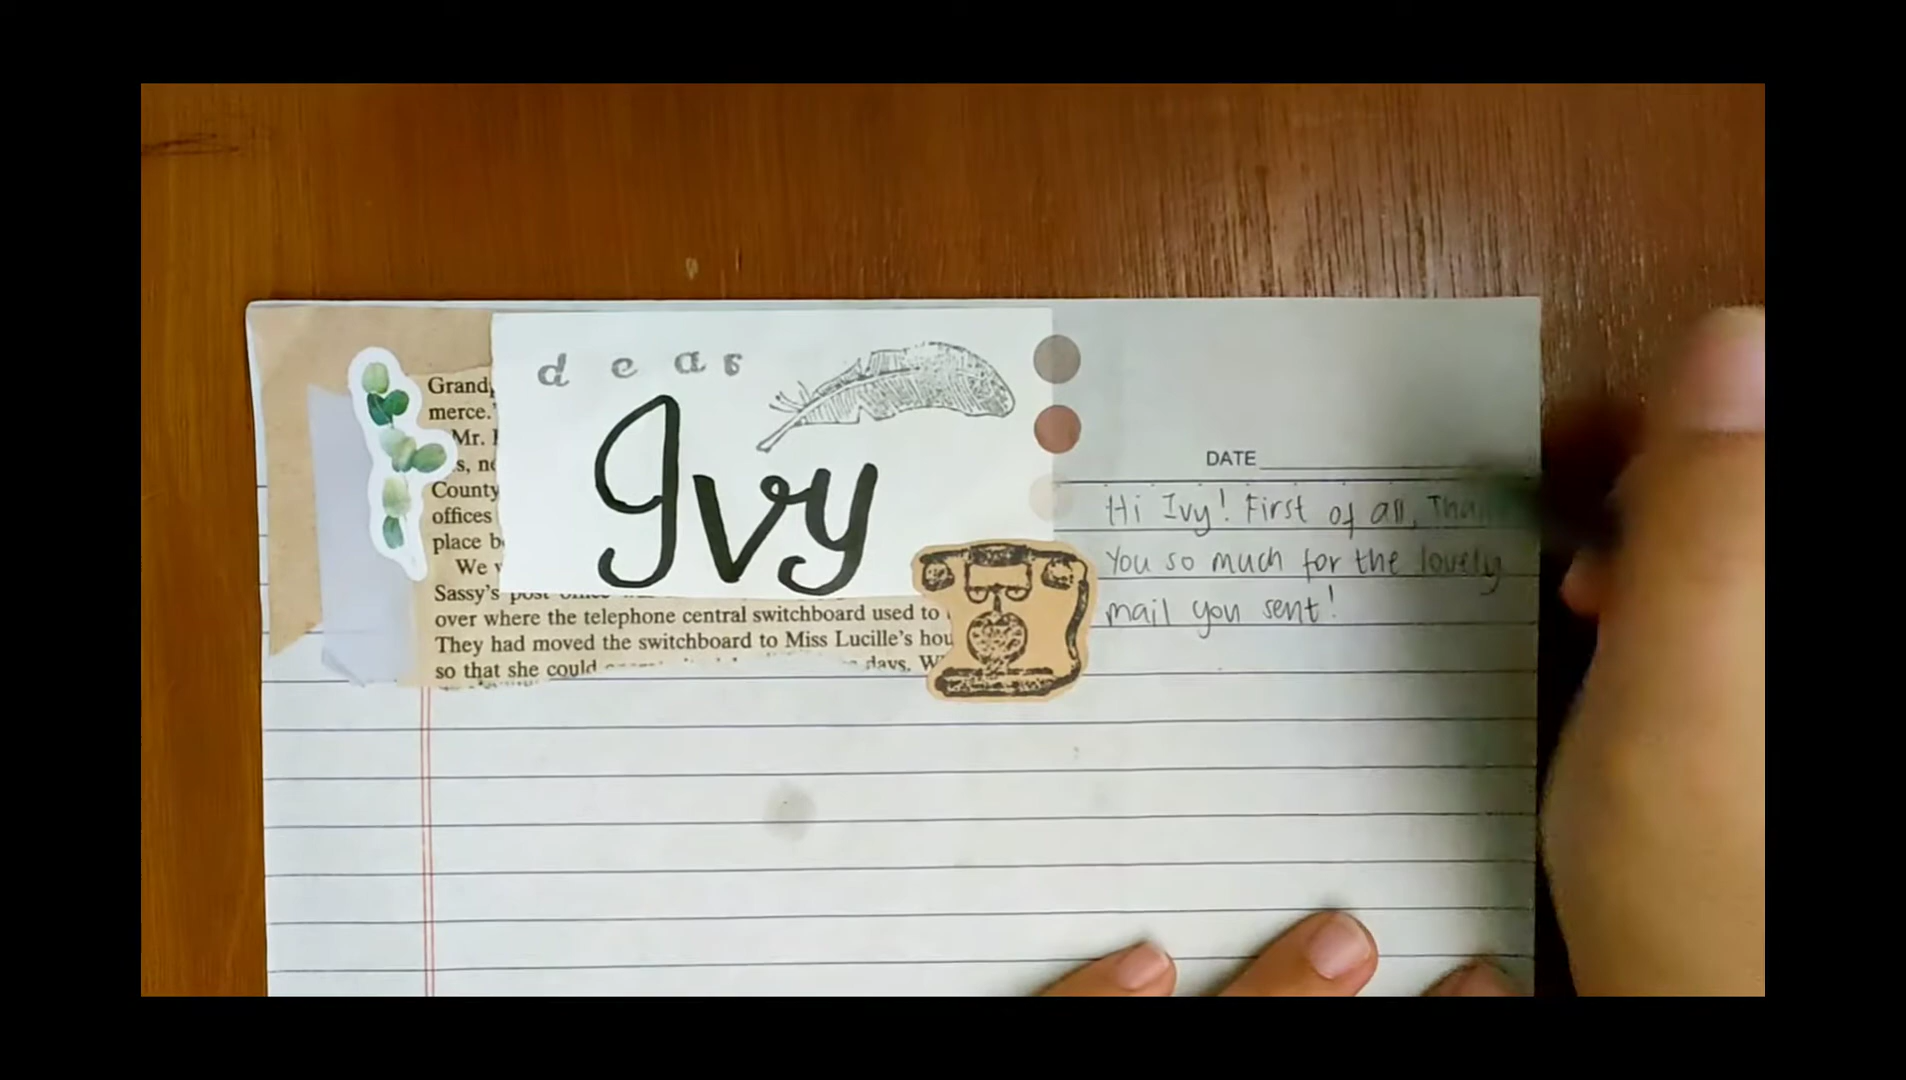 dear
Ivy
Grand
merce."
Mr.
County
offices
place
We
Sassy's post
over where the telephone central switchboard used to
They had moved the switchboard to Miss Lucille's
so that she could days.
DATE
Hi Ivy! First of all,
You so much for the lovely
mail you sent!